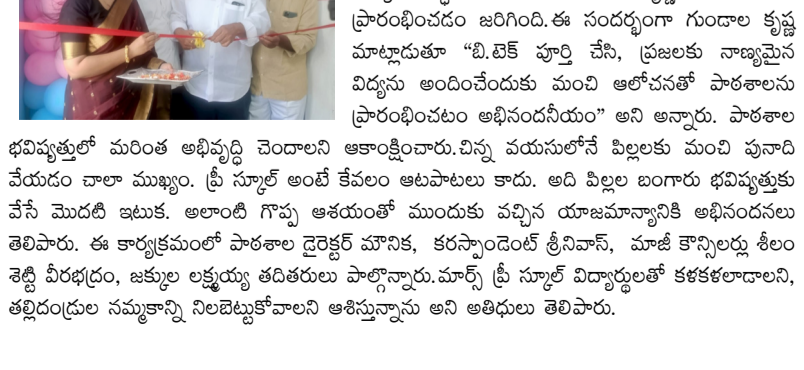 ప్రారంభించడం జరిగింది.ఈ సందర్భంగా గుండాల కృష్ణ
మాట్లాడుతూ “బి.టెక్ పూర్తి చేసి, ప్రజలకు నాణ్యమైన
విద్యను అందించేందుకు మంచి ఆలోచనతో పాఠశాలను
ప్రారంభించటం అభినందనీయం” అని అన్నారు. పాఠశాల
భవిష్యత్తులో మరింత అభివృద్ధి చెందాలని ఆకాంక్షించారు.చిన్న వయసులోనే పిల్లలకు మంచి పునాది
వేయడం చాలా ముఖ్యం. ప్రీ స్కూల్ అంటే కేవలం ఆటపాటలు కాదు. అది పిల్లల బంగారు భవిష్యత్తుకు
వేసే మొదటి ఇటుక. అలాంటి గొప్ప ఆశయంతో ముందుకు వచ్చిన యాజమాన్యానికి అభినందనలు
తెలిపారు. ఈ కార్యక్రమంలో పాఠశాల డైరెక్టర్ మౌనిక, కరస్పాండెంట్ శ్రీనివాస్, మాజీ కౌన్సిలర్లు శీలం
శెట్టి వీరభద్రం, జక్కుల లక్ష్మయ్య తదితరులు పాల్గొన్నారు.మార్స్ ప్రీ స్కూల్ విద్యార్థులతో కళకళలాడాలని,
తల్లిదండ్రుల నమ్మకాన్ని నిలబెట్టుకోవాలని ఆశిస్తున్నాను అని అతిధులు తెలిపారు.